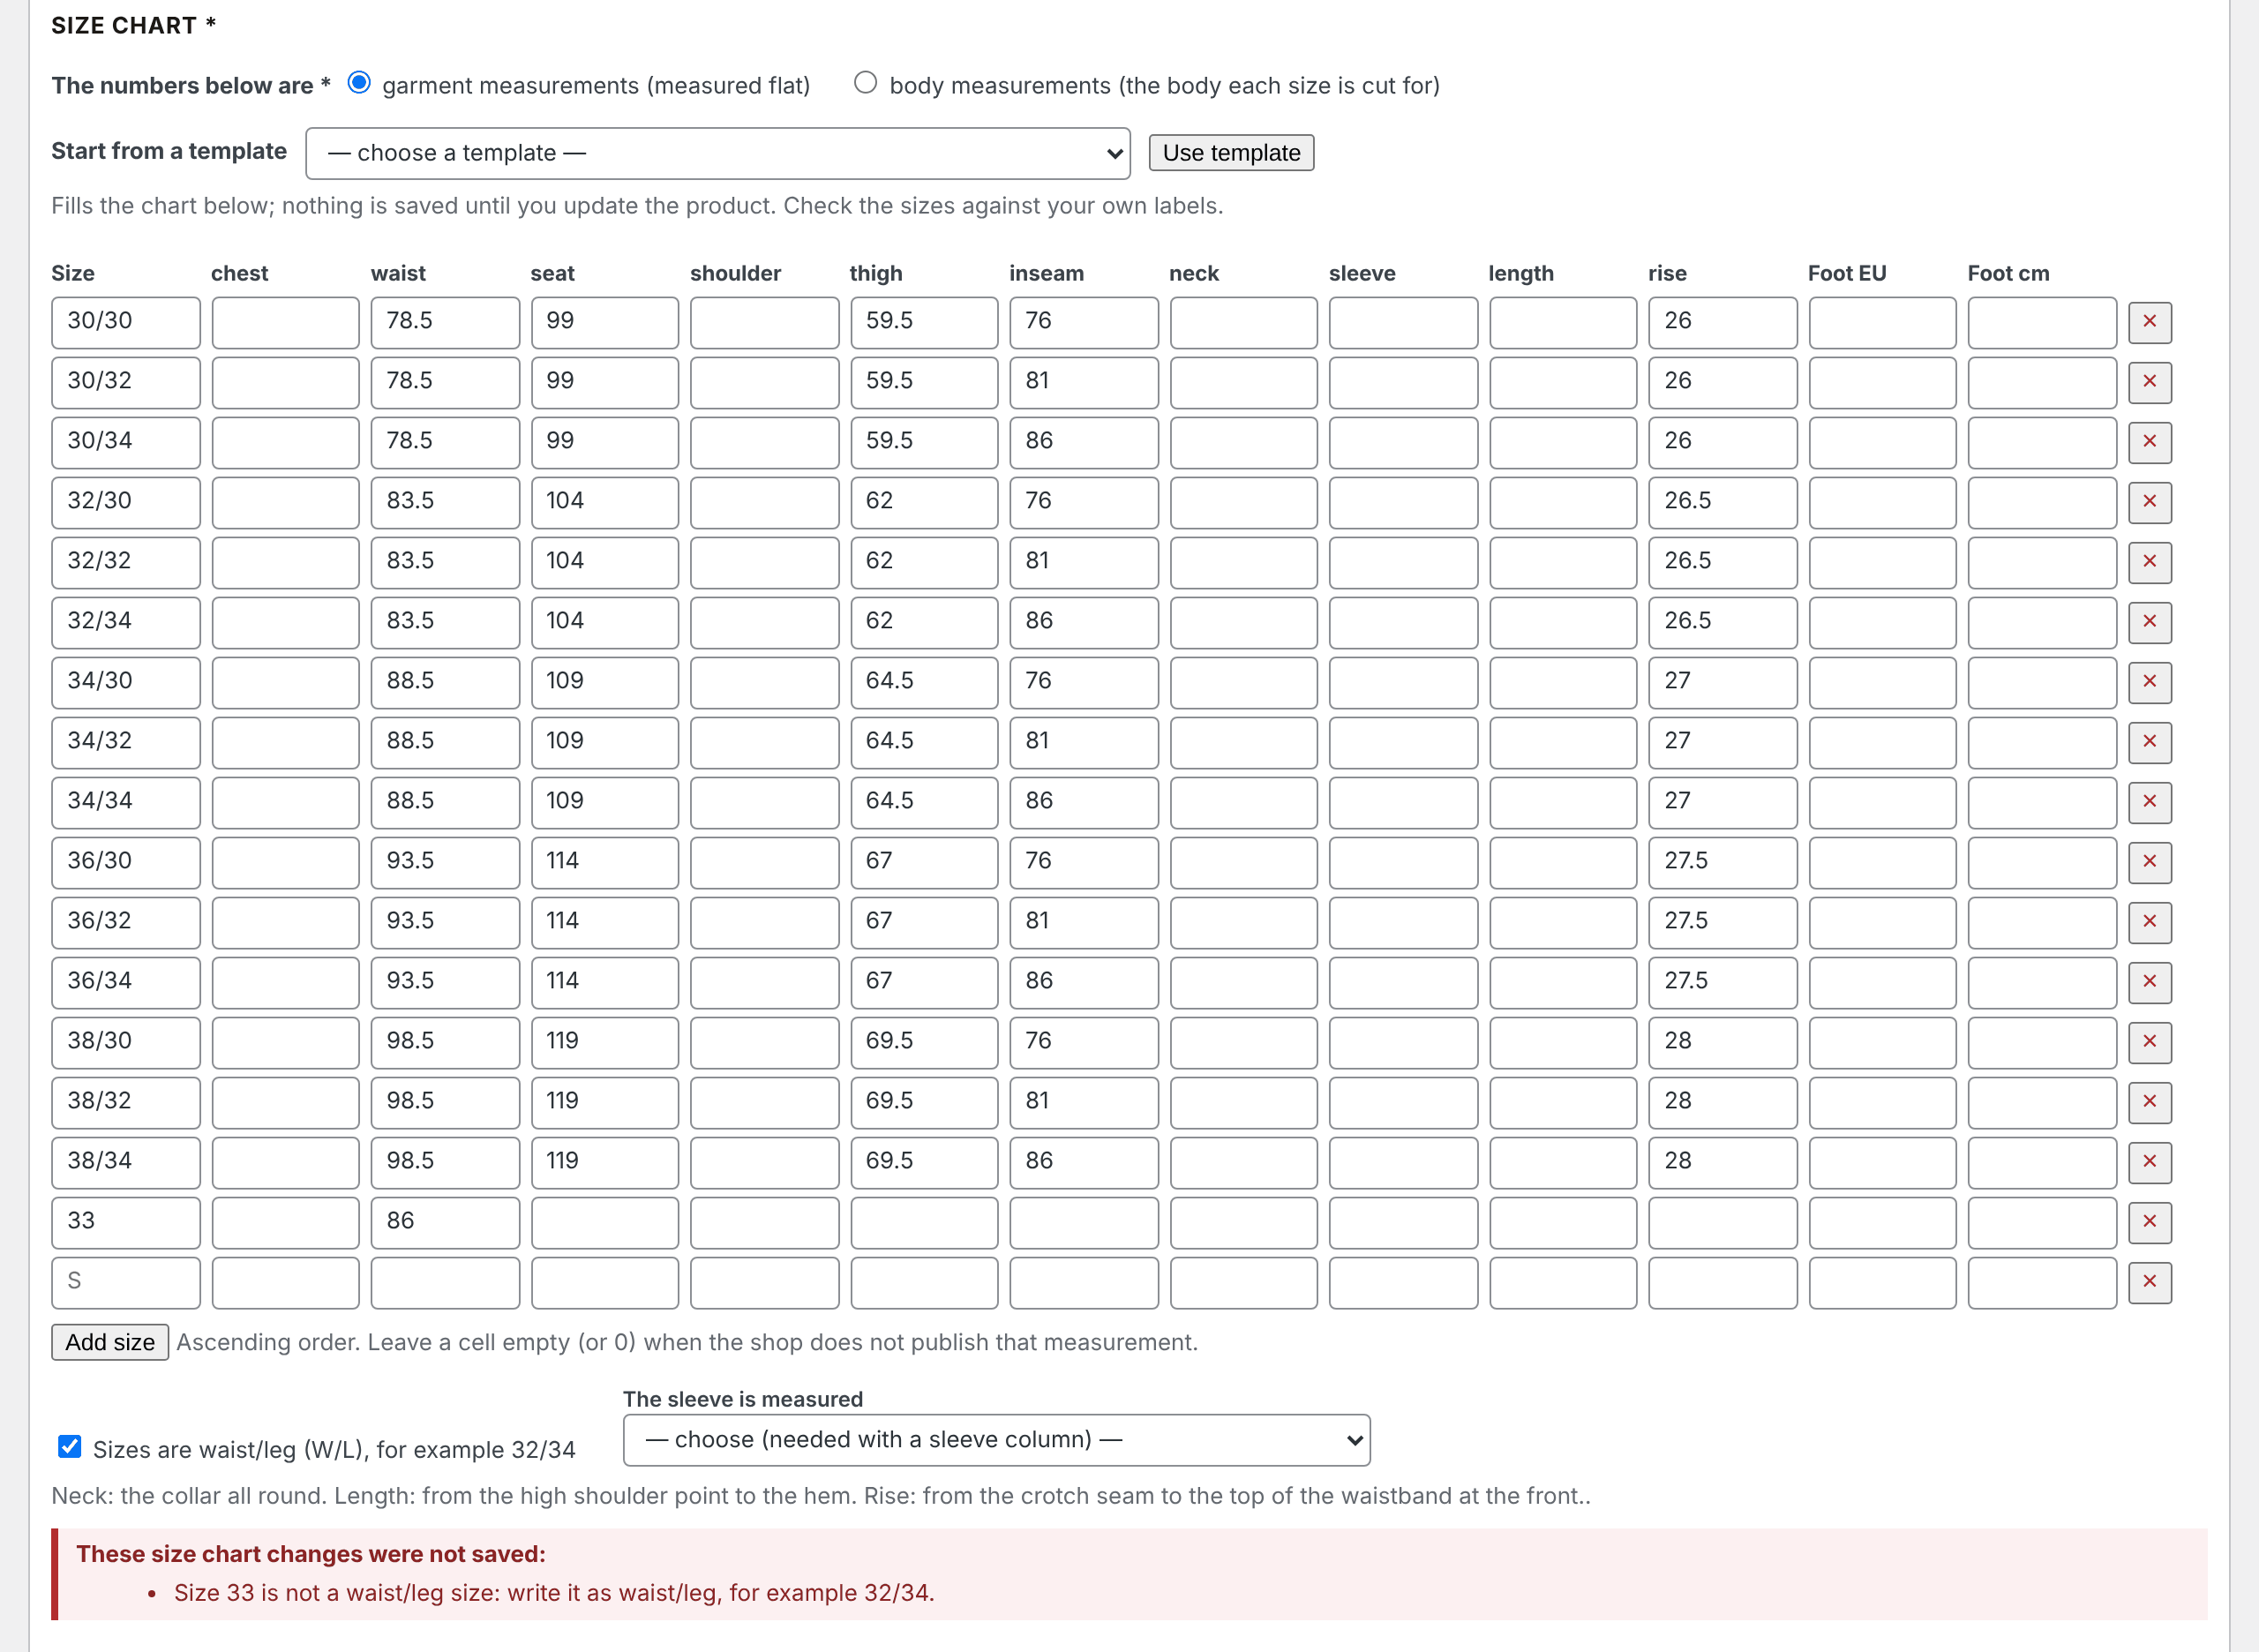 SIZE CHART *
The numbers below are * garment measurements (measured flat) body measurements (the body each size is cut for)
Start from a template — choose a template — Use template
Fills the chart below; nothing is saved until you update the product. Check the sizes against your own labels.
Size chest waist seat shoulder thigh inseam neck sleeve length rise Foot EU Foot cm
30/30 78.5 99 59.5 76 26 ×
30/32 78.5 99 59.5 81 26 ×
30/34 78.5 99 59.5 86 26 ×
32/30 83.5 104 62 76 26.5 ×
32/32 83.5 104 62 81 26.5 ×
32/34 83.5 104 62 86 26.5 ×
34/30 88.5 109 64.5 76 27 ×
34/32 88.5 109 64.5 81 27 ×
34/34 88.5 109 64.5 86 27 ×
36/30 93.5 114 67 76 27.5 ×
36/32 93.5 114 67 81 27.5 ×
36/34 93.5 114 67 86 27.5 ×
38/30 98.5 119 69.5 76 28 ×
38/32 98.5 119 69.5 81 28 ×
38/34 98.5 119 69.5 86 28 ×
33 86 ×
S ×
Add size Ascending order. Leave a cell empty (or 0) when the shop does not publish that measurement.
The sleeve is measured
Sizes are waist/leg (W/L), for example 32/34 — choose (needed with a sleeve column) —
Neck: the collar all round. Length: from the high shoulder point to the hem. Rise: from the crotch seam to the top of the waistband at the front..
These size chart changes were not saved:
• Size 33 is not a waist/leg size: write it as waist/leg, for example 32/34.